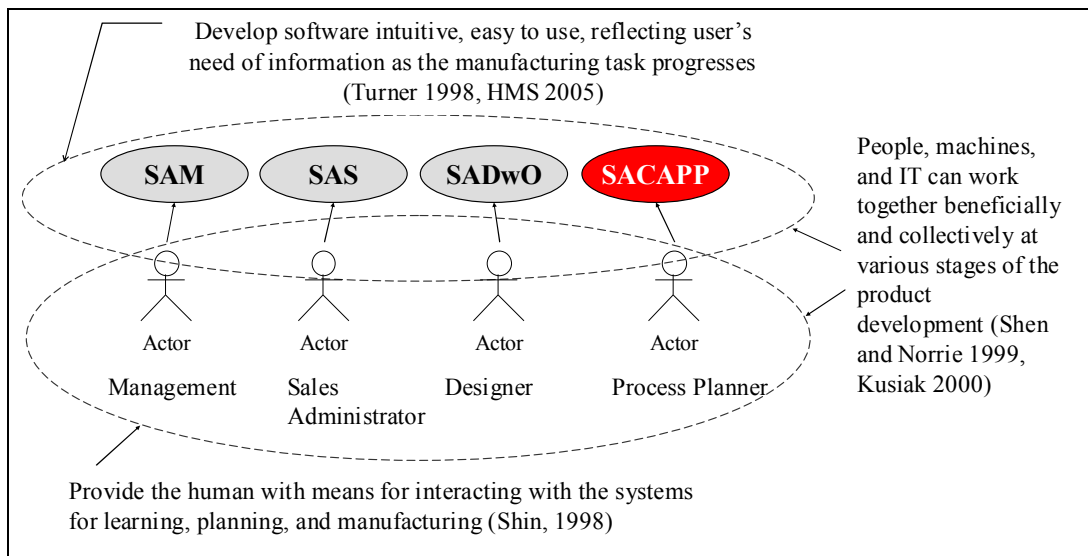 Develop software intuitive, easy to use, reflecting user's
need of information as the manufacturing task progresses
(Turner 1998, HMS 2005)
SAM
SAS
SADwO
SACAPP
People, machines,
and IT can work
together beneficially
and collectively at
various stages of the
product
development (Shen
and Norrie 1999,
Kusiak 2000)
Actor
Actor
Actor
Actor
Management
Sales
Administrator
Designer
Process Planner
Provide the human with means for interacting with the systems
for learning, planning, and manufacturing (Shin, 1998)